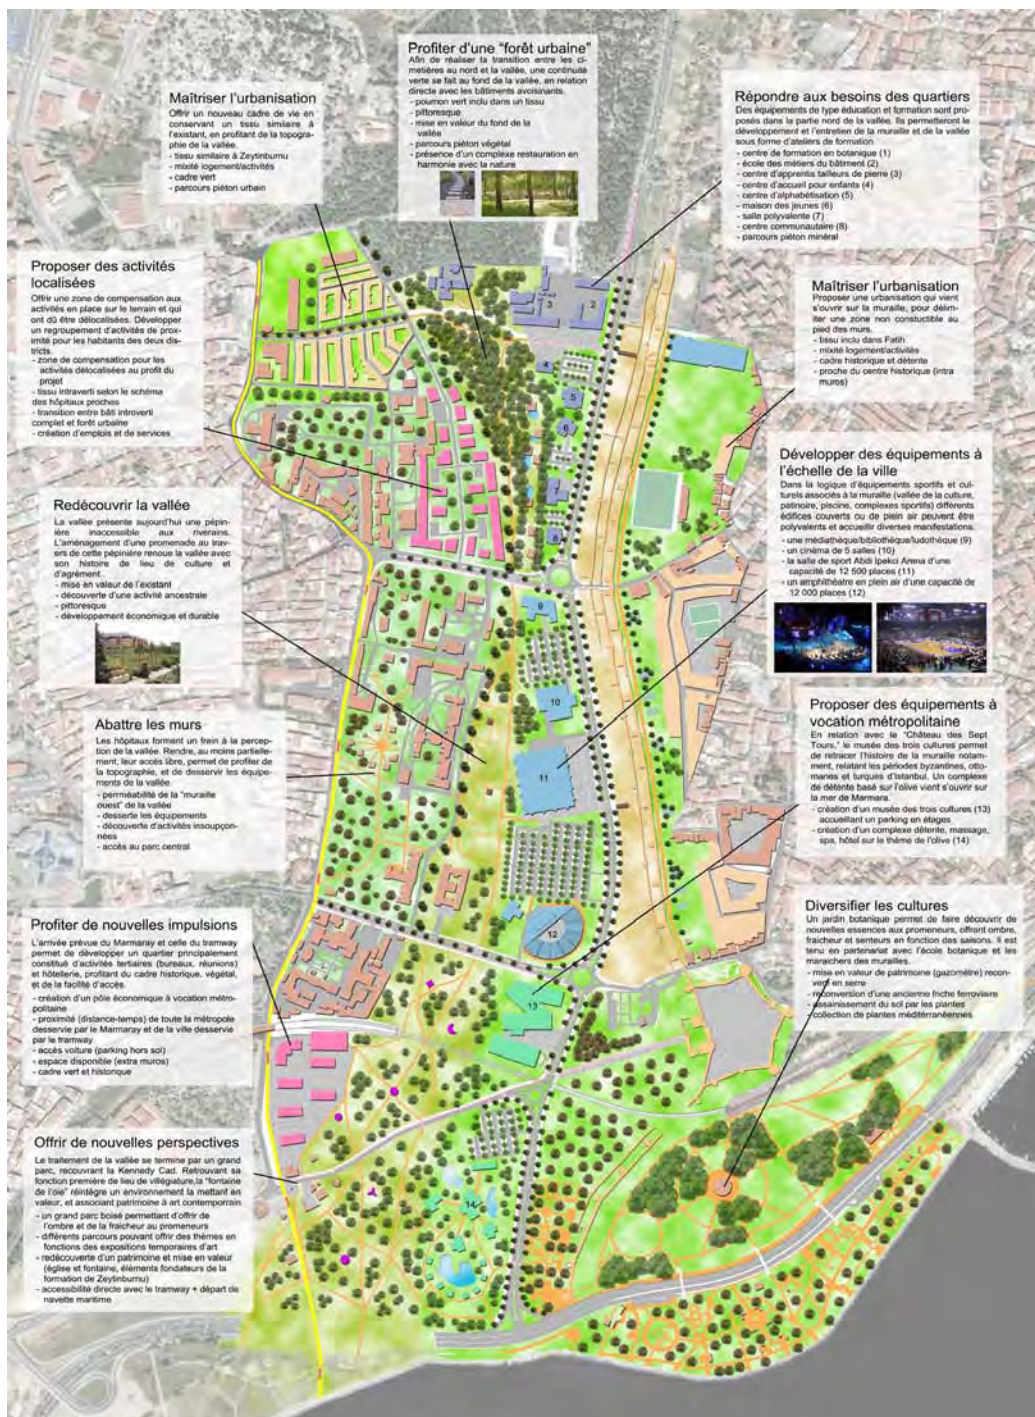 Profiter d'une "forêt urbaine"
Afin de réaliser la transition entre les ci-
metières au nord et la vallée, une continuité
verte se fait au fond de la vallée, en relation
directe avec les bâtiments avoisinants.
- poumon vert inclu dans un tissu
- pittoresque
- mise en valeur du fond de la
vallée
- parcours piéton végétal
- présence d'un complexe restauration en
harmonie avec la nature
Maîtriser l'urbanisation
Offrir un nouveau cadre de vie en
conservant un tissu similaire à
l'existant, en profitant de la topogra-
phie de la vallée.
- tissu similaire à Zeytinburnu
- mixité logement/activités
- cadre vert
- parcours piéton urbain
Répondre aux besoins des quartiers
Des équipements de type éducation et formation sont pro-
posés dans la partie nord de la vallée. Ils permetteront le
développement et l'entretien de la muraille et de la vallée
sous forme d'ateliers de formation
- centre de formation en botanique (1)
- école des métiers du bâtiment (2)
- centre d'apprentis tailleurs de pierre (3)
- centre d'accueil pour enfants (4)
- centre d'alphabétisation (5)
- maison des jeunes (6)
- salle polyvalente (7)
- centre communautaire (8)
- parcours piéton minéral
Proposer des activités
localisées
Offrir une zone de compensation aux
activités en place sur le terrain et qui
ont dû être délocalisées. Développer
un regroupement d'activités de prox-
imité pour les habitants des deux dis-
tricts.
- zone de compensation pour les
activités délocalisées au profit du
projet
- tissu intraverti selon le schéma
des hôpitaux proches
- transition entre bâti introverti
complet et forêt urbaine
- création d'emplois et de services
Maîtriser l'urbanisation
Proposer une urbanisation qui vient
s'ouvrir sur la muraille, pour délim-
iter une zone non constuctible au
pied des murs.
- tissu inclu dans Fatih
- mixité logement/activités
- cadre historique et détente
- proche du centre historique (intra
muros)
Développer des équipements à
l'échelle de la ville
Dans la logique d'équipements sportifs et cul-
turels associés à la muraille (vallée de la culture,
patinoire, piscine, complexes sportifs) différents
édifices couverts ou de plein air peuvent être
polyvalents et accueillir diverses manifestations.
- une médiathèque/bibliothèque/ludothèque (9)
- un cinéma de 5 salles (10)
- la salle de sport Abdi Ipekci Arena d'une
capacité de 12 500 places (11)
- un amphithéatre en plein air d'une capacité de
12 000 places (12)
Redécouvrir la vallée
La vallée présente aujourd'hui une pépin-
ière inaccessible aux riverains.
L'aménagement d'une promenade au trav-
ers de cette pépinière renoue la vallée avec
son histoire de lieu de culture et
d'agrément.
- mise en valeur de l'existant
- découverte d'une activité ancestrale
- pittoresque
- développement économique et durable
Abattre les murs
Les hôpitaux forment un frein à la percep-
tion de la vallée. Rendre, au moins partielle-
ment, leur accès libre, permet de profiter de
la topographie, et de desservir les équipe-
ments de la vallée.
- perméabilité de la "muraille
ouest" de la vallée
- desserte les équipements
- découverte d'activités insoupçon-
nées
- accès au parc central
Proposer des équipements à
vocation métropolitaine
En relation avec le "Château des Sept
Tours," le musée des trois cultures permet
de retracer l'histoire de la muraille notam-
ment, relatant les périodes byzantines, otto-
manes et turques d'Istanbul. Un complexe
de détente basé sur l'olive vient s'ouvrir sur
la mer de Marmara.
- création d'un musée des trois cultures (13)
accueillant un parking en étages
- création d'un complexe détente, massage,
spa, hôtel sur le thème de l'olive (14)
Profiter de nouvelles impulsions
L'arrivée prévue du Marmaray et celle du tramway
permet de développer un quartier principalement
constitué d'activités tertiaires (bureaux, réunions)
et hôtellerie, profitant du cadre historique, végétal,
et de la facilité d'accès.
- création d'un pôle économique à vocation métro-
politaine
- proximité (distance-temps) de toute la métropole
desservie par le Marmaray et de la ville desservie
par le tramway
- accès voiture (parking hors sol)
- espace disponible (extra muros)
- cadre vert et historique
Diversifier les cultures
Un jardin botanique permet de faire découvrir de
nouvelles essences aux promeneurs, offrant ombre,
fraicheur et senteurs en fonction des saisons. Il est
tenu en partenariat avec l'école botanique et les
maraichers des murailles.
- mise en valeur de patrimoine (gazomètre) recon-
verti en serre
- reconversion d'une ancienne friche ferroviaire
- assainissement du sol par les plantes
- collection de plantes méditérranéennes.
Offrir de nouvelles perspectives
Le traitement de la vallée se termine par un grand
parc, recouvrant la Kennedy Cad. Retrouvant sa
fonction première de lieu de villégiature,la "fontaine
de l'oie" réintègre un environnement la mettant en
valeur, et associant patrimoine à art contemporain
- un grand parc boisé permettant d'offrir de
l'ombre et de la fraicheur au promeneurs
- différents parcours pouvant offrir des thèmes en
fonctions des expositions temporaires d'art
- redécouverte d'un patrimoine et mise en valeur
(église et fontaine, éléments fondateurs de la
formation de Zeytinburnu)
- accessibilité directe avec le tramway + départ de
navette maritime
3
2
4
5
6
7
8
9
10
11
12
13
14